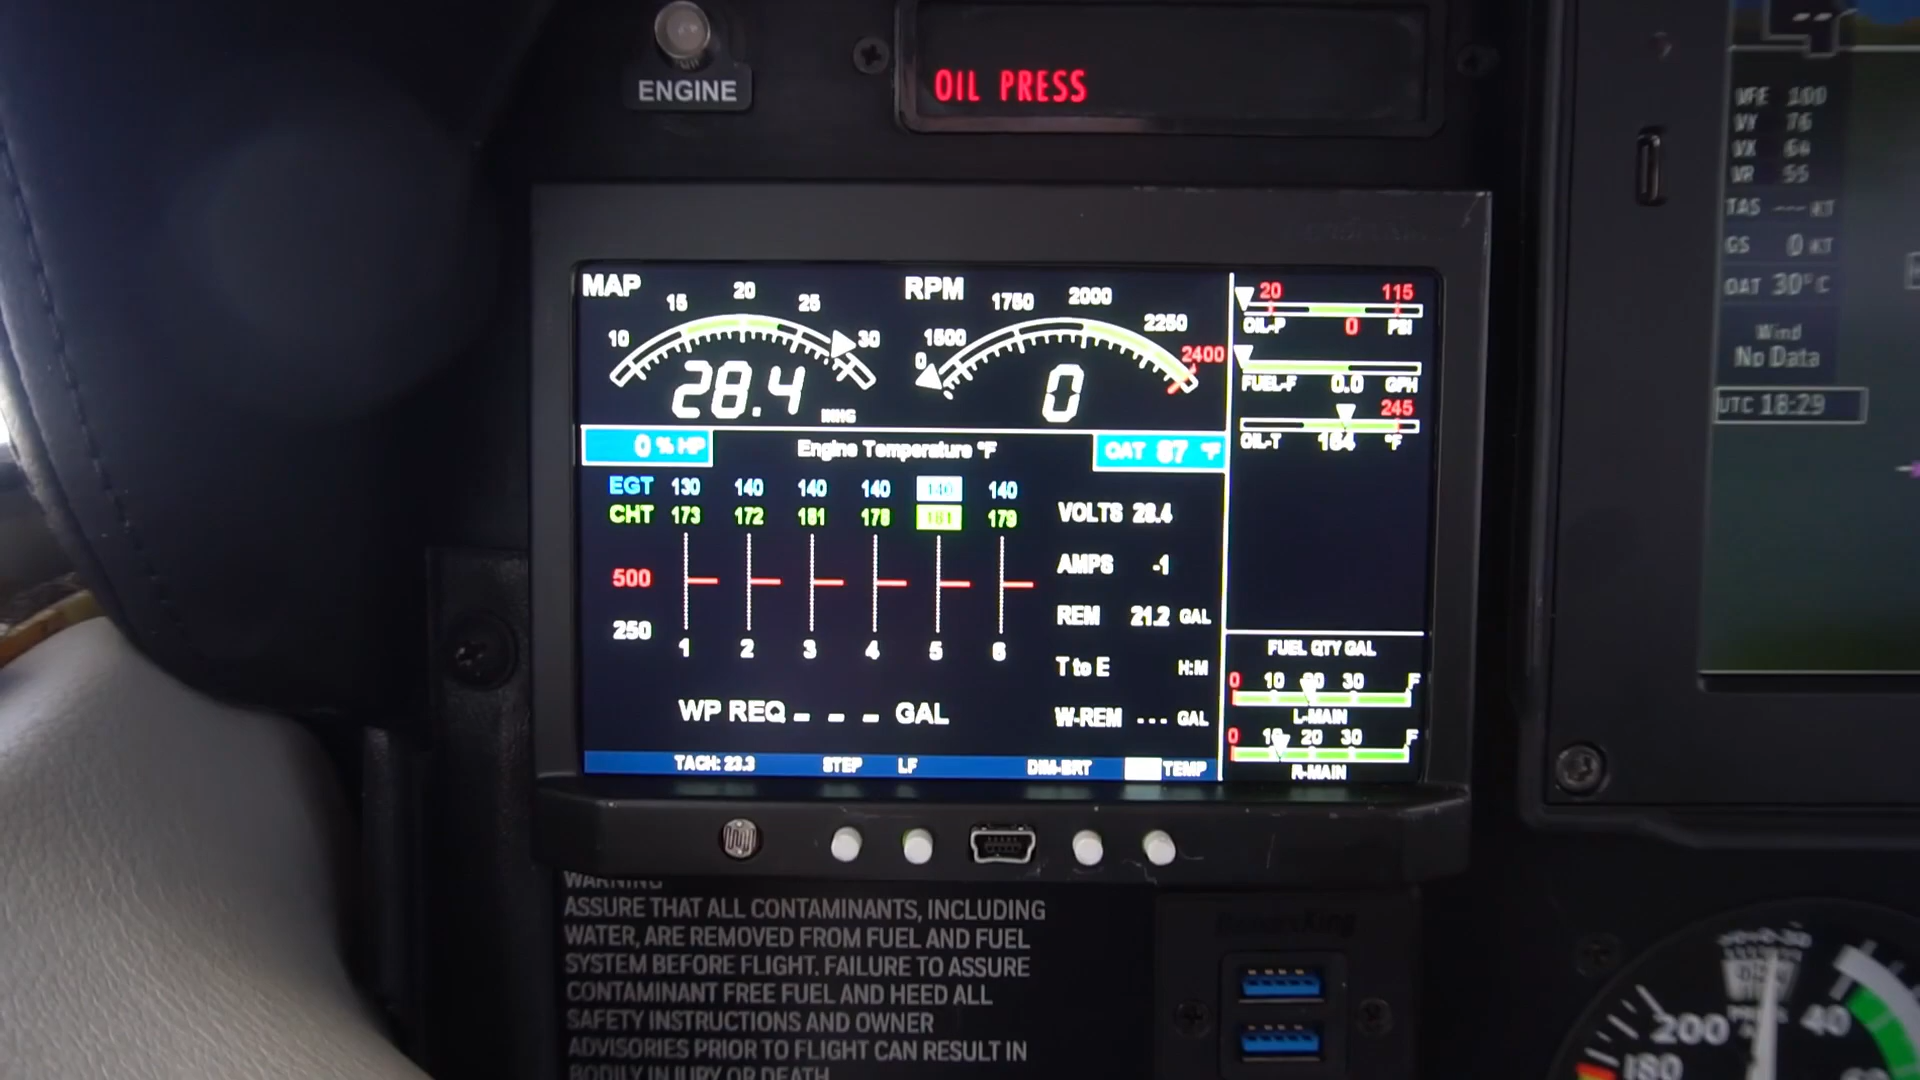 ENGINE
OIL PRESS
MAP
10 15 20 25 30
28.4
RPM
0 1500 1750 2000 2250 2400
0
20 115
OIL-P 0 PSI
FUEL-F 0.0 GPH
245
OIL-T 164 °F
0 % HP
Engine Temperature °F
OAT 87 °F
EGT 130 140 140 140 140 140
CHT 173 172 181 178 181 179
500
250
1 2 3 4 5 6
VOLTS 28.4
AMPS -1
REM 21.2 GAL
T to E H:M
W-REM --- GAL
WP REQ _ _ _ GAL
TACH: 23.3 STEP LF DIM-BRT TEMP
FUEL QTY GAL
0 10 20 30 F
L-MAIN
0 10 20 30 F
R-MAIN
VFE 100
VY 76
VX 64
VR 55
TAS --- KT
GS 0 KT
OAT 30°C
Wind
No Data
UTC 18:29
WARNING
ASSURE THAT ALL CONTAMINANTS, INCLUDING
WATER, ARE REMOVED FROM FUEL AND FUEL
SYSTEM BEFORE FLIGHT. FAILURE TO ASSURE
CONTAMINANT FREE FUEL AND HEED ALL
SAFETY INSTRUCTIONS AND OWNER
ADVISORIES PRIOR TO FLIGHT CAN RESULT IN
BODILY INJURY OR DEATH
BendixKing
200 40
180